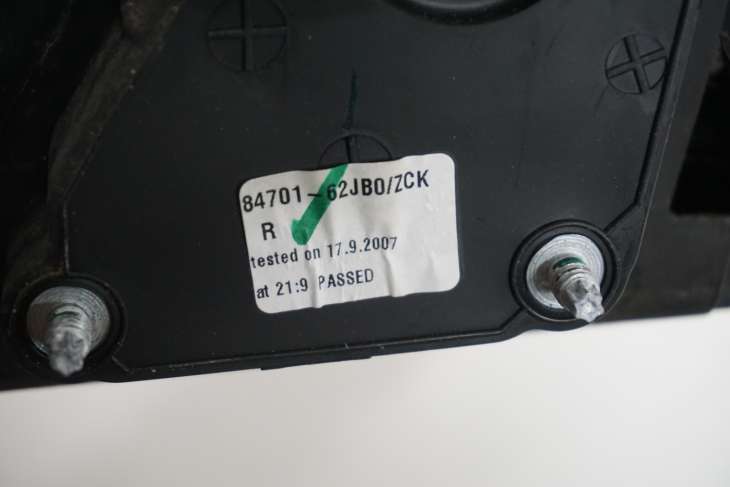 84701-62JB0/ZCK
R
tested on 17.9.2007
at 21:9 PASSED